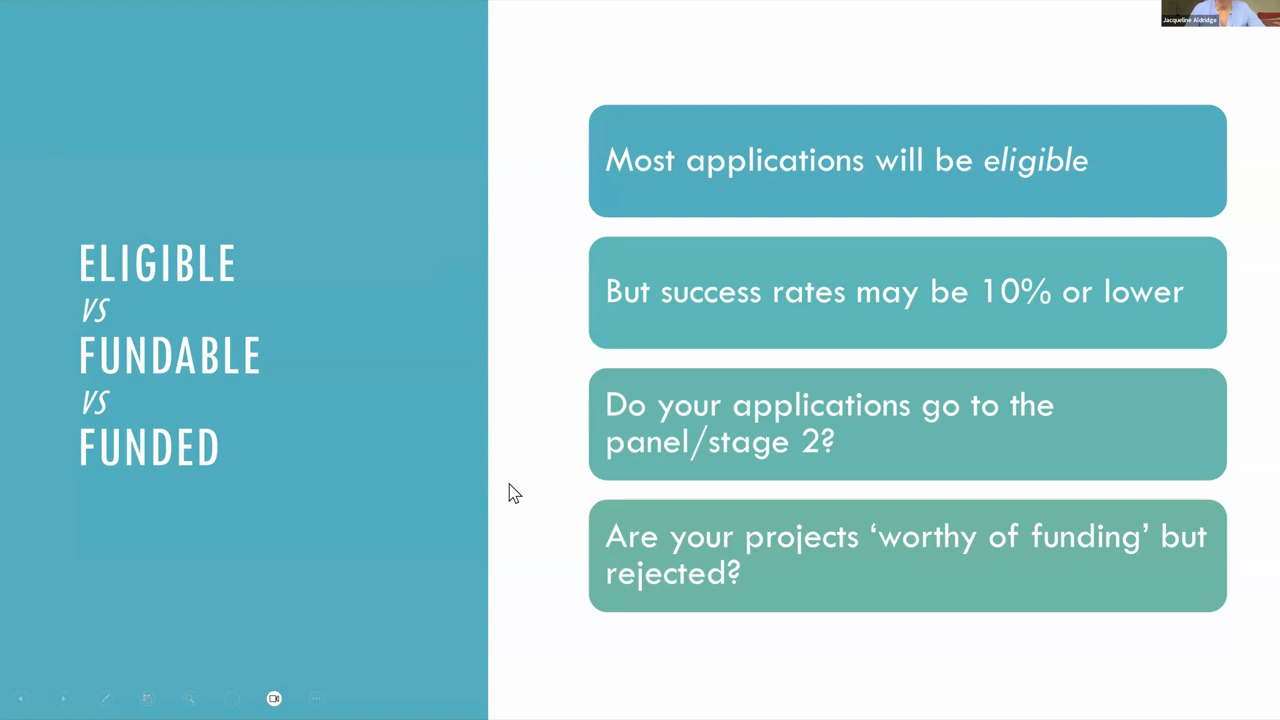 Jacqueline Aldridge
ELIGIBLE
VS
FUNDABLE
VS
FUNDED
Most applications will be eligible
But success rates may be 10% or lower
Do your applications go to the
panel/stage 2?
Are your projects ‘worthy of funding’ but
rejected?